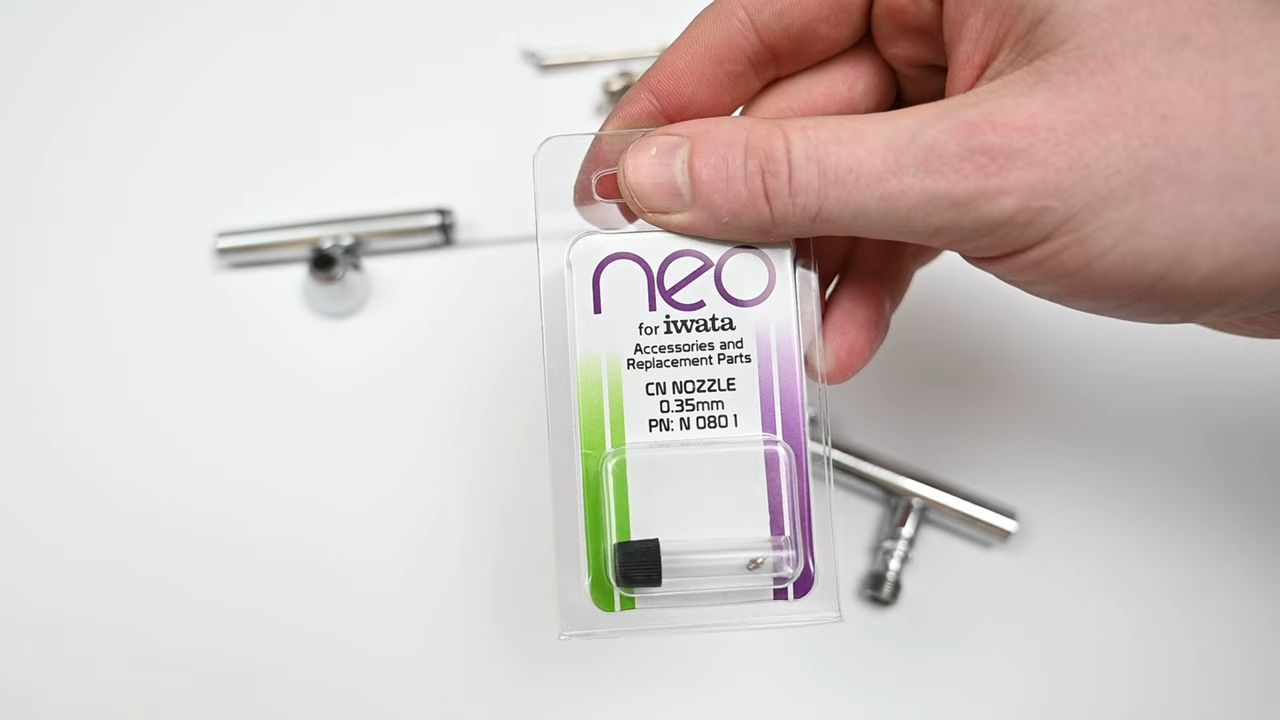 neo
for iwata
Accessories and
Replacement Parts
CN NOZZLE
0.35mm
PN: N 080 1